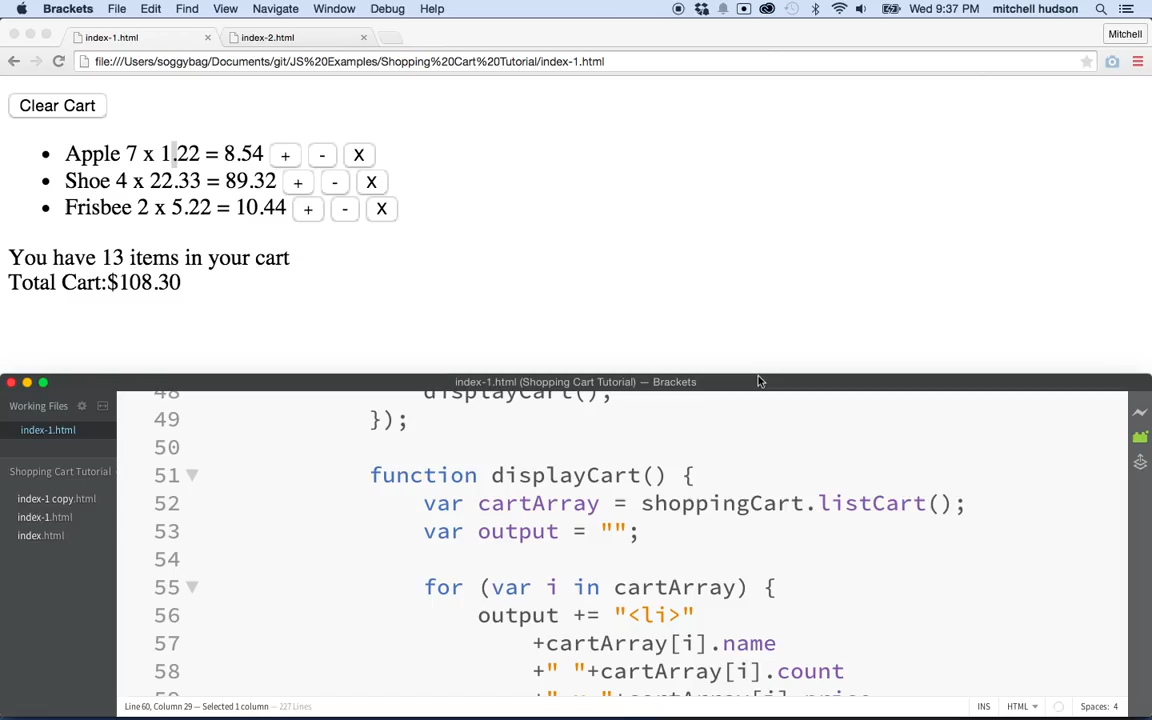 Brackets File Edit Find View Navigate Window Debug Help Wed 9:37 PM mitchell hudson
index-1.html index-2.html Mitchell
file:///Users/soggybag/Documents/git/JS%20Examples/Shopping%20Cart%20Tutorial/index-1.html
Clear Cart
• Apple 7 x 1.22 = 8.54 + - X
• Shoe 4 x 22.33 = 89.32 + - X
• Frisbee 2 x 5.22 = 10.44 + - X
You have 13 items in your cart
Total Cart:$108.30
index-1.html (Shopping Cart Tutorial) — Brackets
Working Files
index-1.html
Shopping Cart Tutorial
index-1 copy.html
index-1.html
index.html
48 displayCart();
49 });
50
51 function displayCart() {
52 var cartArray = shoppingCart.listCart();
53 var output = "";
54
55 for (var i in cartArray) {
56 output += "<li>"
57 +cartArray[i].name
58 +" "+cartArray[i].count
59 +" x "+cartArray[i].price
Line 60, Column 29 — Selected 1 column — 227 Lines INS HTML Spaces: 4